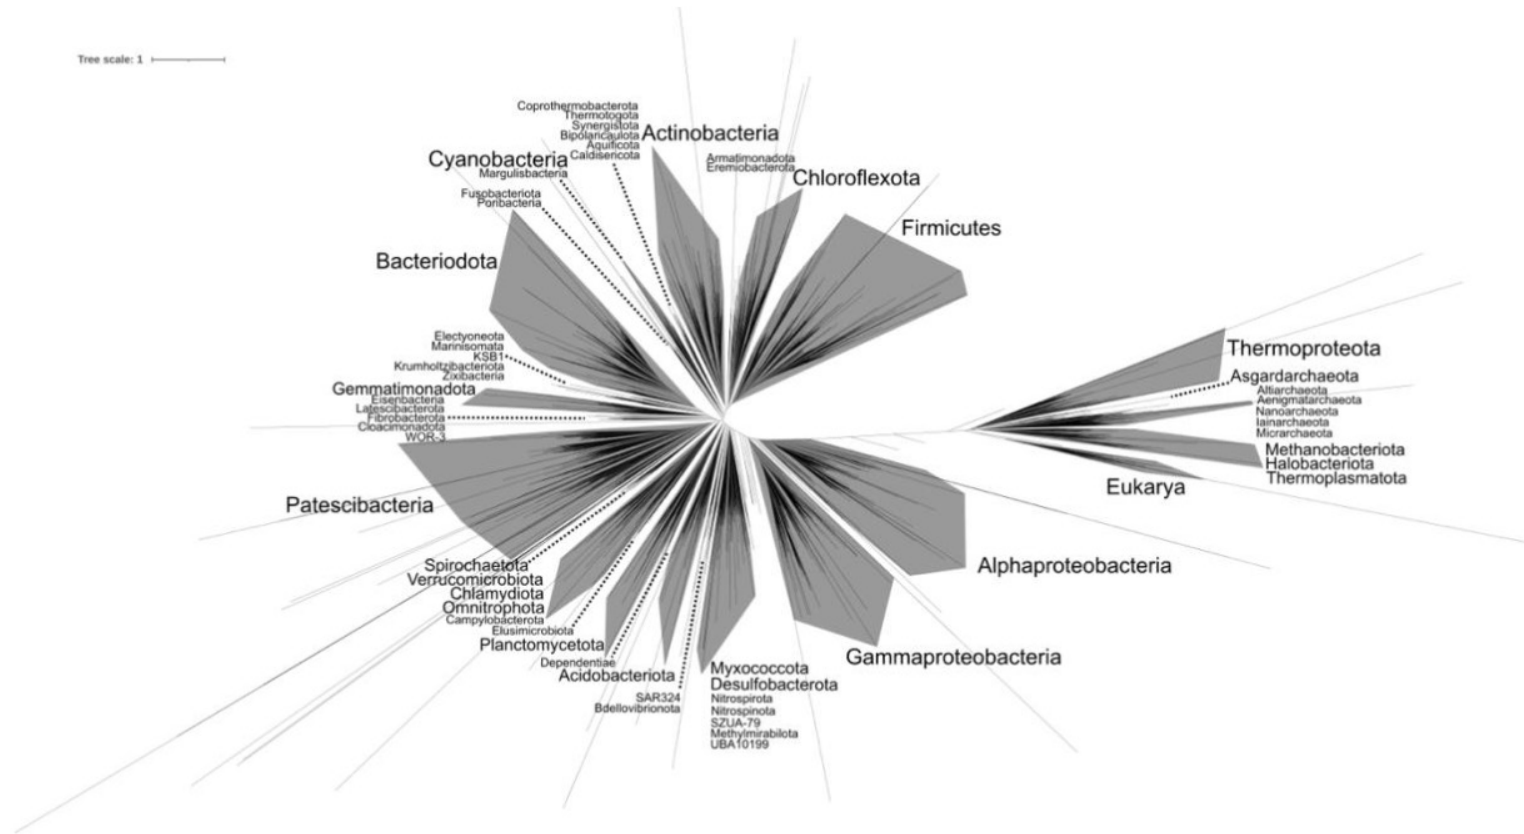 Tree scale: 1
Coprothermobacterota
Thermotogota
Synergistota
Bipolaricaulota
Aquificota
Caldisericota
Actinobacteria
Armatimonadota
Eremiobacterota
Chloroflexota
Firmicutes
Cyanobacteria
Margulisbacteria
Fusobacteriota
Poribacteria
Bacteriodota
Electyoneota
Marinisomata
KSB1
Krumholtzibacteriota
Zixibacteria
Gemmatimonadota
Eisenbacteria
Latescibacterota
Fibrobacterota
Cloacimonadota
WOR-3
Patescibacteria
Spirochaetota
Verrucomicrobiota
Chlamydiota
Omnitrophota
Campylobacterota
Elusimicrobiota
Planctomycetota
Dependentiae
Acidobacteriota
SAR324
Bdellovibrionota
Myxococcota
Desulfobacterota
Nitrospirota
Nitrospinota
SZUA-79
Methylmirabilota
UBA10199
Gammaproteobacteria
Alphaproteobacteria
Thermoproteota
Asgardarchaeota
Altiarchaeota
Aenigmatarchaeota
Nanoarchaeota
Iainarchaeota
Micrarchaeota
Methanobacteriota
Halobacteriota
Thermoplasmatota
Eukarya